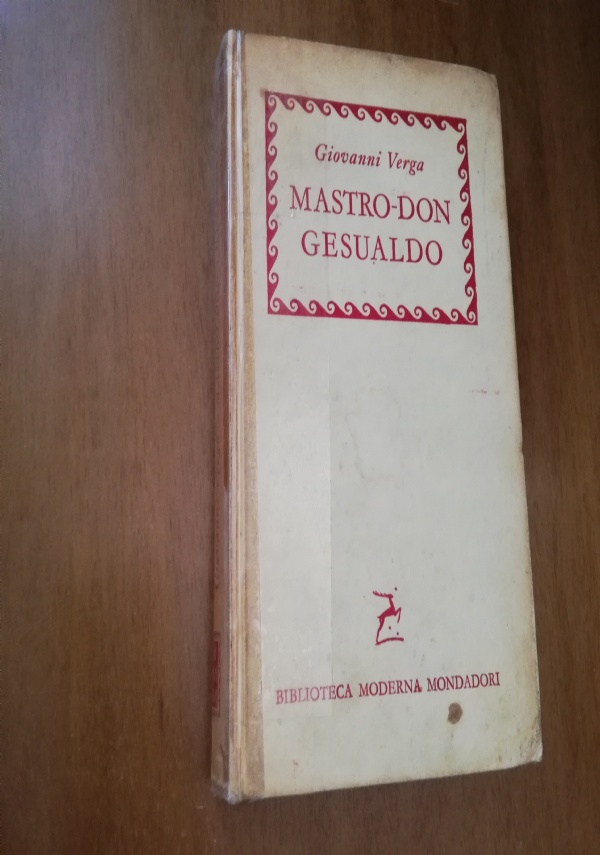 Giovanni Verga
MASTRO-DON
GESUALDO
BIBLIOTECA MODERNA MONDADORI